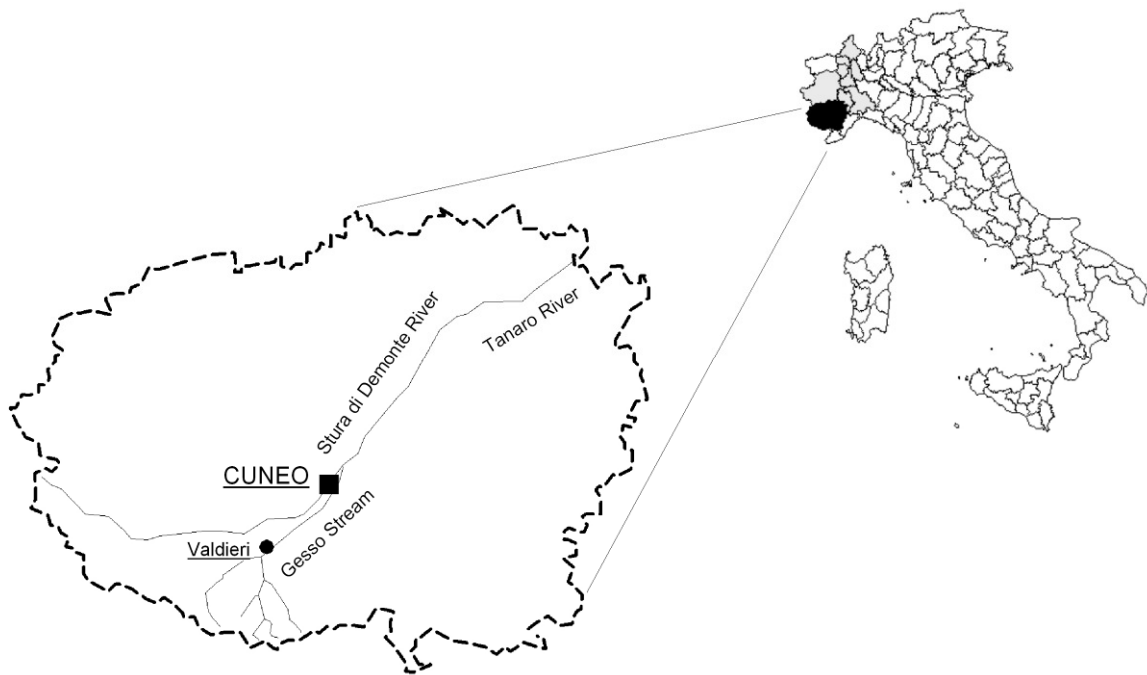 Tanaro River
Stura di Demonte River
CUNEO
Gesso Stream
Valdieri